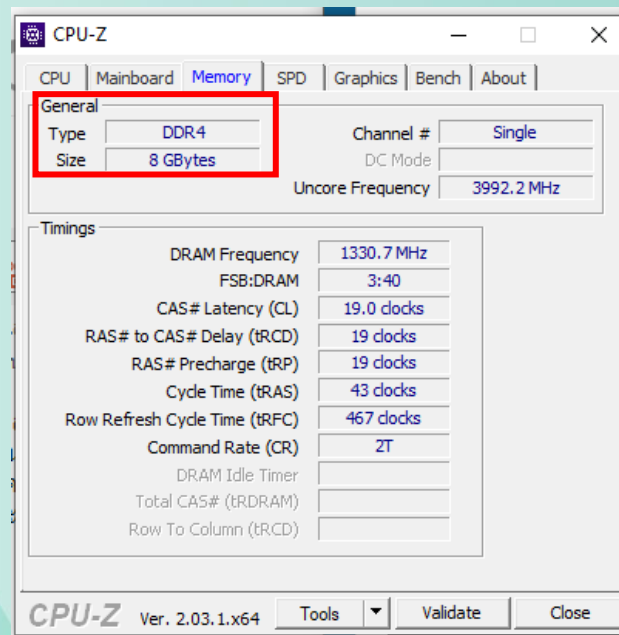 CPU-Z
CPU Mainboard Memory SPD Graphics Bench About
General
Type DDR4 Channel # Single
Size 8 GBytes DC Mode
Uncore Frequency 3992.2 MHz
Timings
DRAM Frequency 1330.7 MHz
FSB:DRAM 3:40
CAS# Latency (CL) 19.0 clocks
RAS# to CAS# Delay (tRCD) 19 clocks
RAS# Precharge (tRP) 19 clocks
Cycle Time (tRAS) 43 clocks
Row Refresh Cycle Time (tRFC) 467 clocks
Command Rate (CR) 2T
DRAM Idle Timer
Total CAS# (tRDRAM)
Row To Column (tRCD)
CPU-Z Ver. 2.03.1.x64 Tools Validate Close